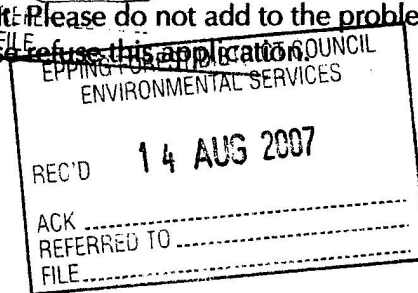 t. Please do not add to the proble
FILE
refuse this application.
EPPING FOREST DISTRICT COUNCIL
ENVIRONMENTAL SERVICES
REC'D 14 AUG 2007
ACK
REFERRED TO
FILE